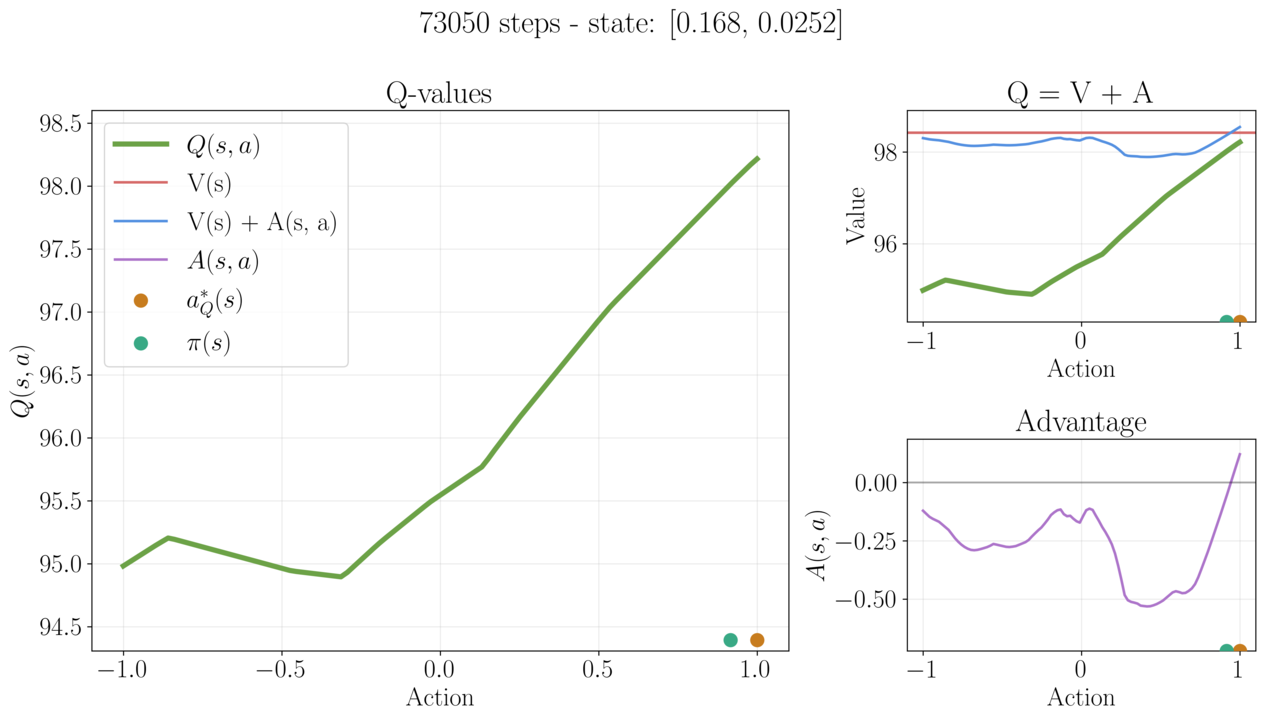 73050 steps - state: [0.168, 0.0252]
Q-values
98.5
98.0
97.5
97.0
96.5
96.0
95.5
95.0
94.5
Q(s, a)
Q(s, a)
V(s)
V(s) + A(s, a)
A(s, a)
a*_Q(s)
π(s)
−1.0 −0.5 0.0 0.5 1.0
Action
Q = V + A
98
96
Value
−1 0 1
Action
Advantage
0.00
−0.25
−0.50
A(s, a)
−1 0 1
Action